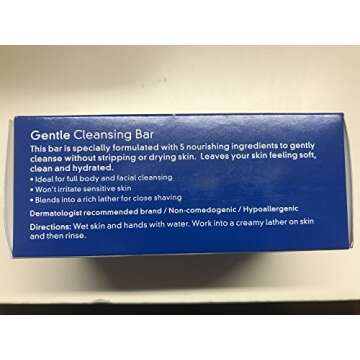 Gentle Cleansing Bar
This bar is specially formulated with 5 nourishing ingredients to gently
cleanse without stripping or drying skin. Leaves your skin feeling soft,
clean and hydrated.
• Ideal for full body and facial cleansing
• Won't irritate sensitive skin
• Blends into a rich lather for close shaving
Dermatologist recommended brand / Non-comedogenic / Hypoallergenic
Directions: Wet skin and hands with water. Work into a creamy lather on skin
and then rinse.